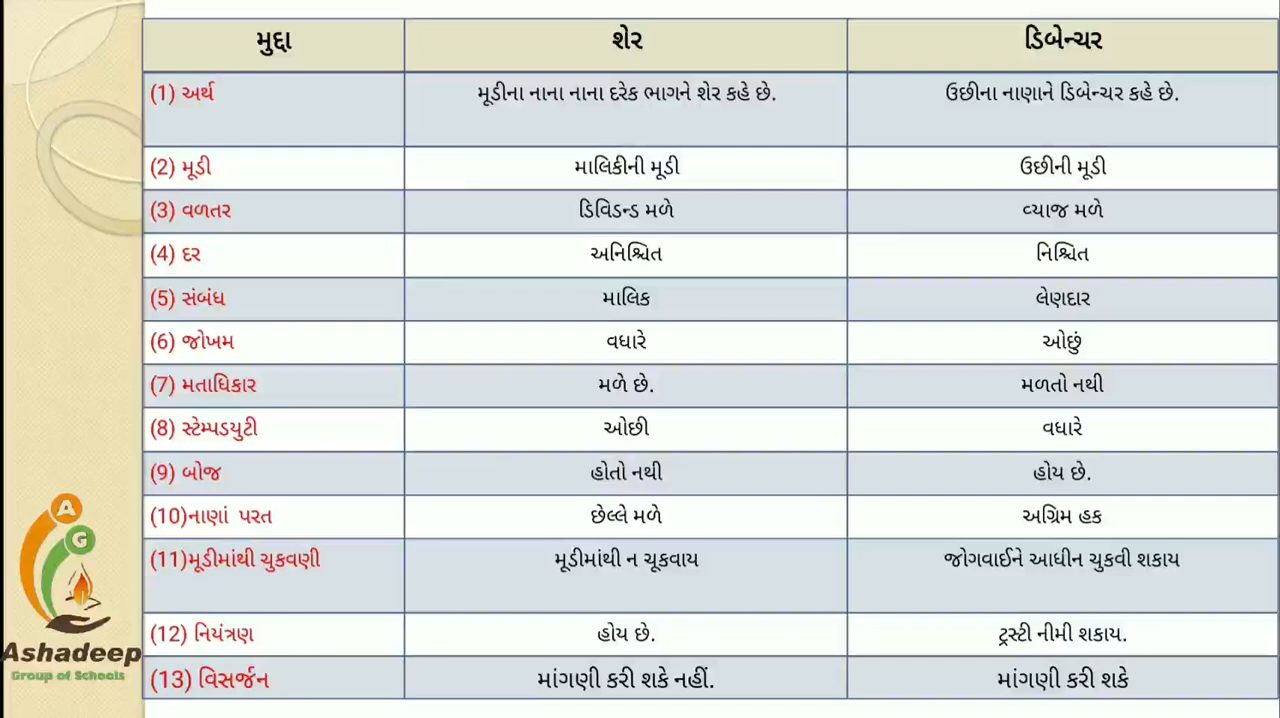 મુદ્દા શેર ડિબેન્ચર
(1) અર્થ મૂડીના નાના નાના દરેક ભાગને શેર કહે છે. ઉછીના નાણાને ડિબેન્ચર કહે છે.
(2) મૂડી માલિકીની મૂડી ઉછીની મૂડી
(3) વળતર ડિવિડન્ડ મળે વ્યાજ મળે
(4) દર અનિશ્ચિત નિશ્ચિત
(5) સંબંધ માલિક લેણદાર
(6) જોખમ વધારે ઓછું
(7) મતાધિકાર મળે છે. મળતો નથી
(8) સ્ટેમ્પડયુટી ઓછી વધારે
(9) બોજ હોતો નથી હોય છે.
(10)નાણાં પરત છેલ્લે મળે અગ્રિમ હક
(11)મૂડીમાંથી ચુકવણી મૂડીમાંથી ન ચૂકવાય જોગવાઈને આધીન ચુકવી શકાય
(12) નિયંત્રણ હોય છે. ટ્રસ્ટી નીમી શકાય.
(13) વિસર્જન માંગણી કરી શકે નહીં. માંગણી કરી શકે
A
G
Ashadeep
Group of Schools